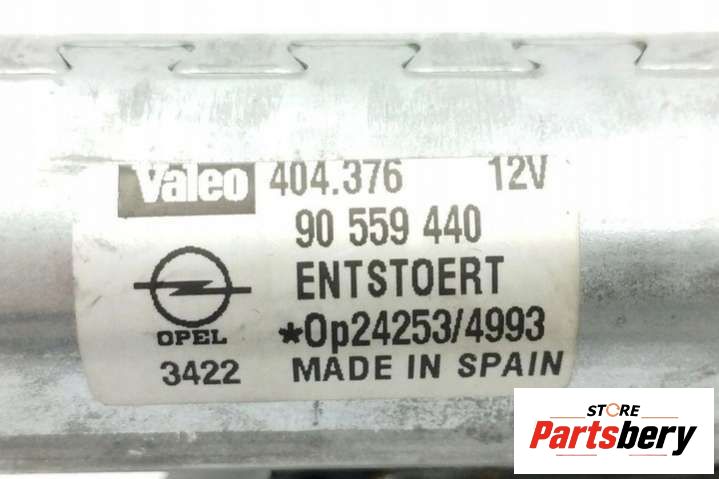 Valeo 404.376 12V
90 559 440
ENTSTOERT
OPEL *Op24253/4993
3422 MADE IN SPAIN
STORE
Partsbery